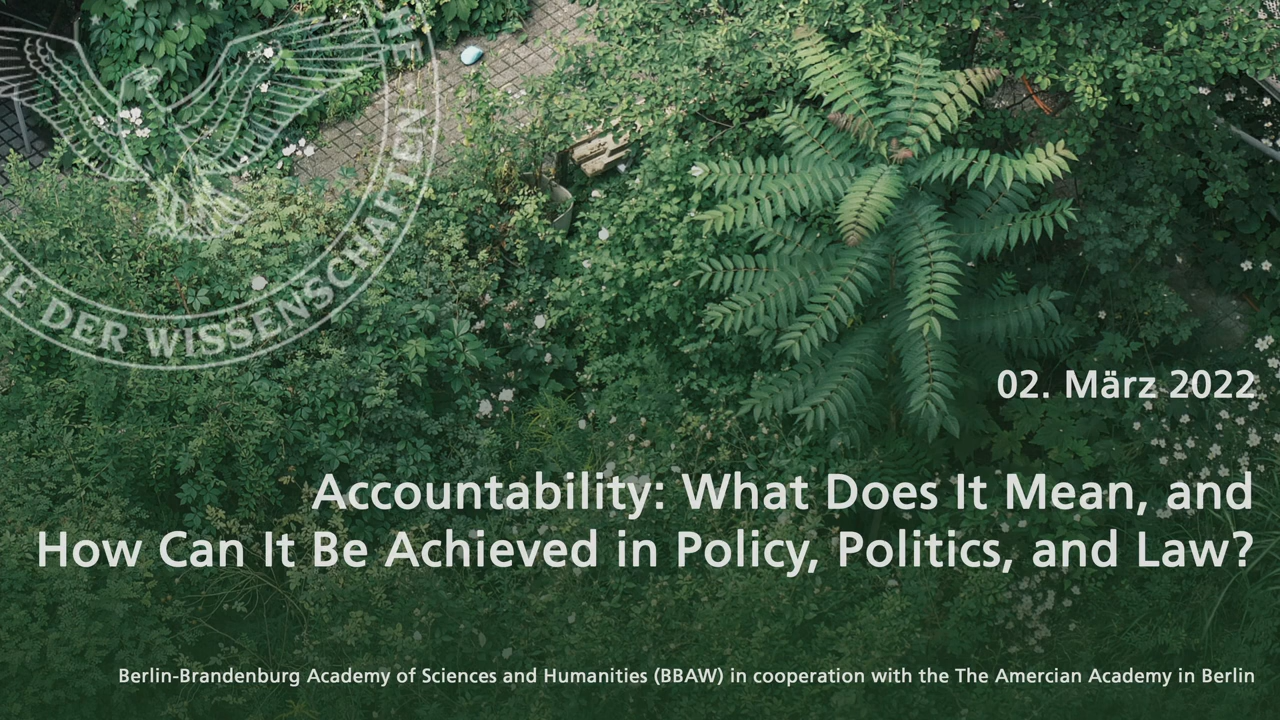 E DER WISSENSCHAFTEN
02. März 2022
Accountability: What Does It Mean, and
How Can It Be Achieved in Policy, Politics, and Law?
Berlin-Brandenburg Academy of Sciences and Humanities (BBAW) in cooperation with the The Amercian Academy in Berlin